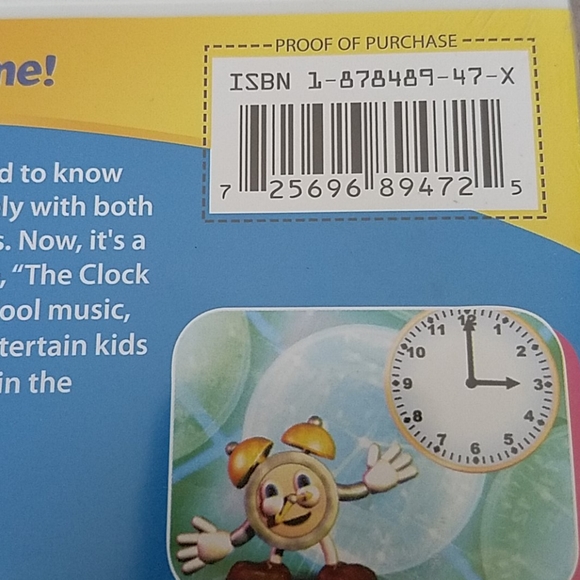 me!
PROOF OF PURCHASE
ISBN 1-878489-47-X
7 25696 89472 5
d to know
ly with both
s. Now, it's a
, "The Clock
ool music,
tertain kids
in the
12
11 1
10 2
9 3
8 4
7 5
6